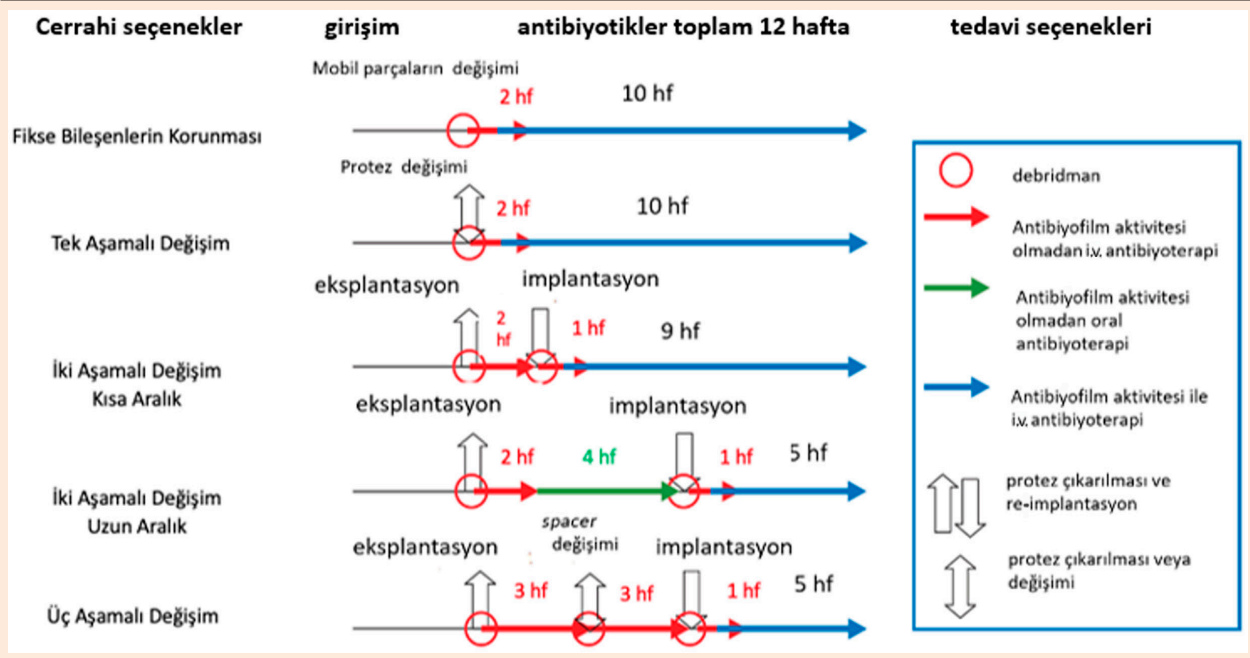 Cerrahi seçenekler girişim antibiyotikler toplam 12 hafta tedavi seçenekleri
Mobil parçaların değişimi
2 hf 10 hf
Fikse Bileşenlerin Korunması
Protez değişimi
2 hf 10 hf
Tek Aşamalı Değişim
eksplantasyon implantasyon
2
hf
1 hf 9 hf
İki Aşamalı Değişim
Kısa Aralık
eksplantasyon implantasyon
2 hf 4 hf 1 hf 5 hf
İki Aşamalı Değişim
Uzun Aralık
spacer
değişimi
eksplantasyon implantasyon
3 hf 3 hf 1 hf 5 hf
Üç Aşamalı Değişim
debridman
Antibiyofilm aktivitesi
olmadan i.v. antibiyoterapi
Antibiyofilm aktivitesi
olmadan oral
antibiyoterapi
Antibiyofilm aktivitesi ile
i.v. antibiyoterapi
protez çıkarılması ve
re-implantasyon
protez çıkarılması veya
değişimi